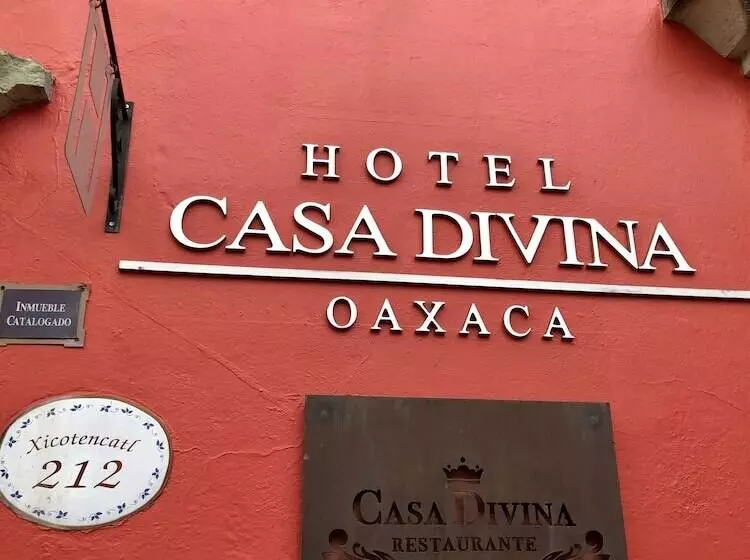 HOTEL
CASA DIVINA
OAXACA
INMUEBLE
CATALOGADO
Xicotencatl
212
CASA DIVINA
RESTAURANTE